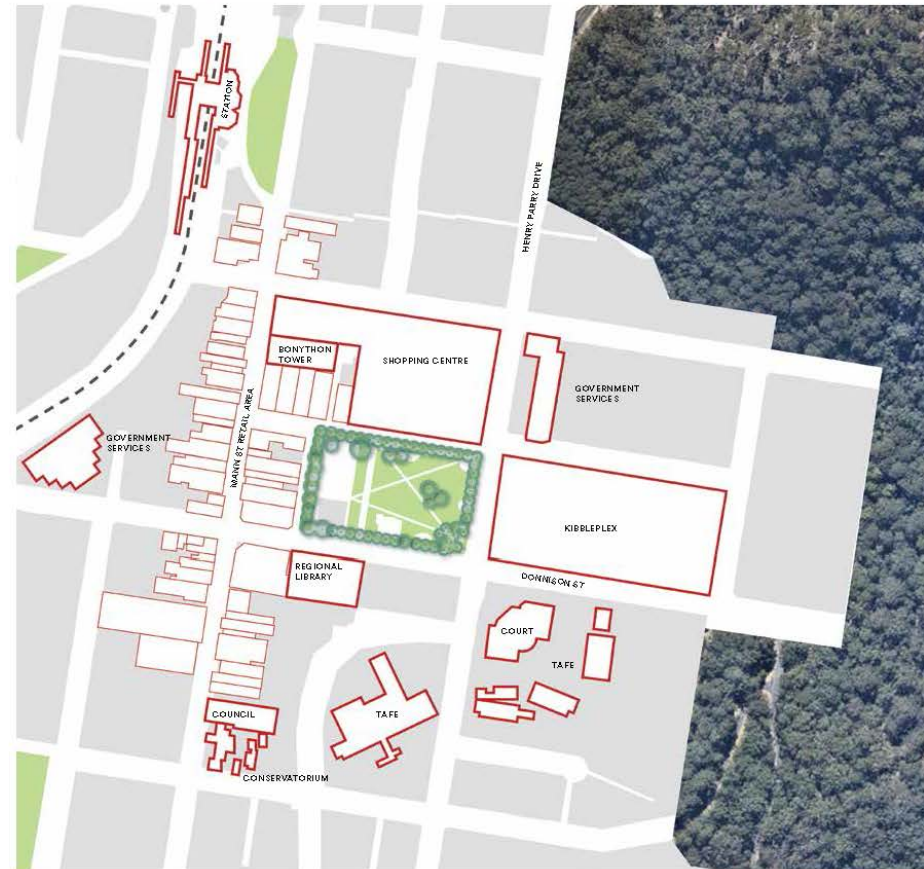 STATION
HENRY PARRY DRIVE
BONYTHON
TOWER
SHOPPING CENTRE
GOVERNMENT
SERVICES
MANN ST RETAIL AREA
GOVERNMENT
SERVICES
KIBBLEPLEX
REGIONAL
LIBRARY
DONNISON ST
COURT
TAFE
COUNCIL
TAFE
CONSERVATORIUM